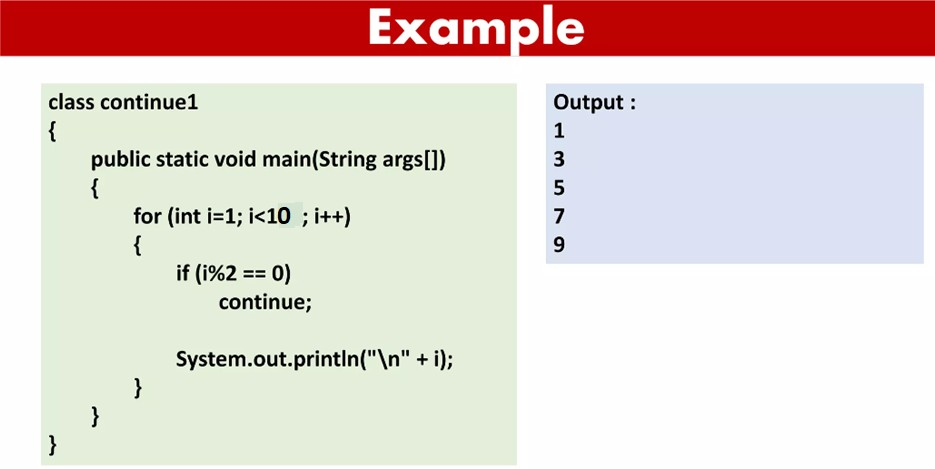 Example
class continue1
{
public static void main(String args[])
{
for (int i=1; i<10 ; i++)
{
if (i%2 == 0)
continue;
System.out.println("\n" + i);
}
}
}
Output :
1
3
5
7
9